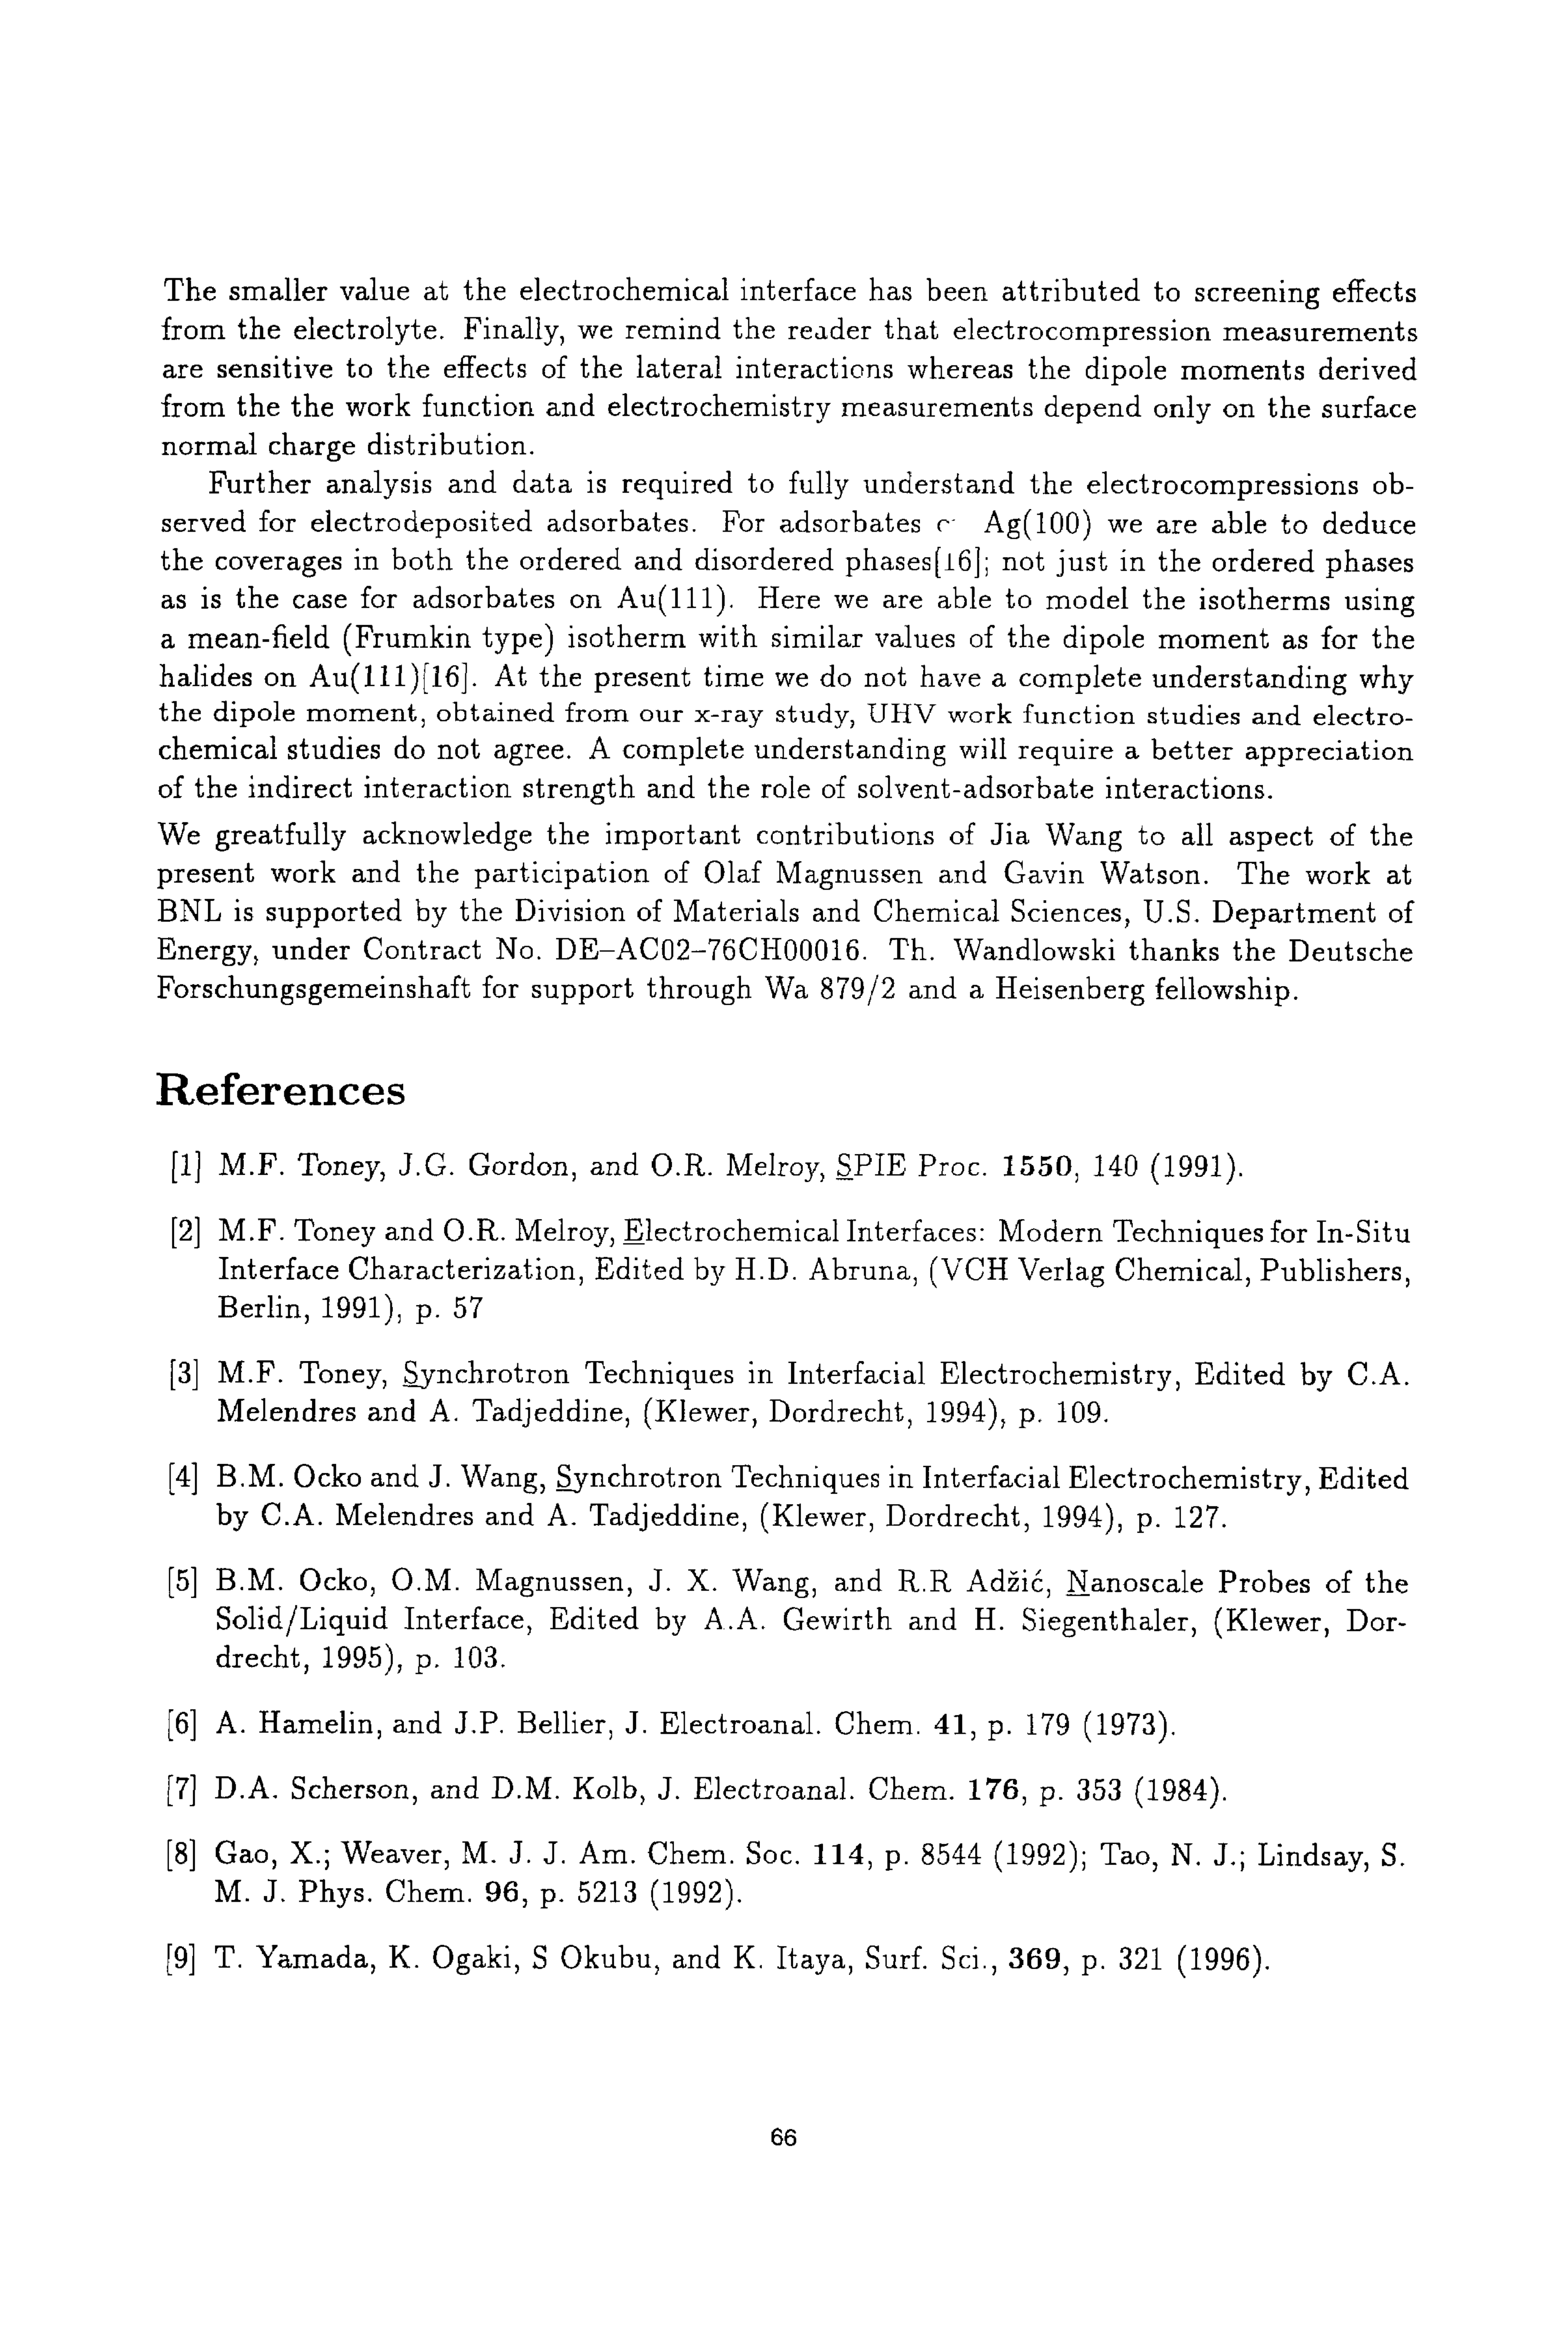 The smaller value at the electrochemical interface has been attributed to screening effects
from the electrolyte. Finally, we remind the reader that electrocompression measurements
are sensitive to the effects of the lateral interactions whereas the dipole moments derived
from the the work function and electrochemistry measurements depend only on the surface
normal charge distribution.
Further analysis and data is required to fully understand the electrocompressions ob-
served for electrodeposited adsorbates. For adsorbates Ag(100) we are able to deduce
the coverages in both the ordered and disordered phases[16]; not just in the ordered phases
as is the case for adsorbates on Au(111). Here we are able to model the isotherms using
a mean-field (Frumkin type) isotherm with similar values of the dipole moment as for the
halides on Au(111)[16]. At the present time we do not have a complete understanding why
the dipole moment, obtained from our x-ray study, UHV work function studies and electro-
chemical studies do not agree. A complete understanding will require a better appreciation
of the indirect interaction strength and the role of solvent-adsorbate interactions.
We greatfully acknowledge the important contributions of Jia Wang to all aspect of the
present work and the participation of Olaf Magnussen and Gavin Watson. The work at
BNL is supported by the Division of Materials and Chemical Sciences, U.S. Department of
Energy, under Contract No. DE–AC02–76CH00016. Th. Wandlowski thanks the Deutsche
Forschungsgemeinshaft for support through Wa 879/2 and a Heisenberg fellowship.
References
[1] M.F. Toney, J.G. Gordon, and O.R. Melroy, SPIE Proc. 1550, 140 (1991).
[2] M.F. Toney and O.R. Melroy, Electrochemical Interfaces: Modern Techniques for In-Situ
Interface Characterization, Edited by H.D. Abruna, (VCH Verlag Chemical, Publishers,
Berlin, 1991), p. 57
[3] M.F. Toney, Synchrotron Techniques in Interfacial Electrochemistry, Edited by C.A.
Melendres and A. Tadjeddine, (Klewer, Dordrecht, 1994), p. 109.
[4] B.M. Ocko and J. Wang, Synchrotron Techniques in Interfacial Electrochemistry, Edited
by C.A. Melendres and A. Tadjeddine, (Klewer, Dordrecht, 1994), p. 127.
[5] B.M. Ocko, O.M. Magnussen, J. X. Wang, and R.R Adžić, Nanoscale Probes of the
Solid/Liquid Interface, Edited by A.A. Gewirth and H. Siegenthaler, (Klewer, Dor-
drecht, 1995), p. 103.
[6] A. Hamelin, and J.P. Bellier, J. Electroanal. Chem. 41, p. 179 (1973).
[7] D.A. Scherson, and D.M. Kolb, J. Electroanal. Chem. 176, p. 353 (1984).
[8] Gao, X.; Weaver, M. J. J. Am. Chem. Soc. 114, p. 8544 (1992); Tao, N. J.; Lindsay, S.
M. J. Phys. Chem. 96, p. 5213 (1992).
[9] T. Yamada, K. Ogaki, S Okubu, and K. Itaya, Surf. Sci., 369, p. 321 (1996).
66